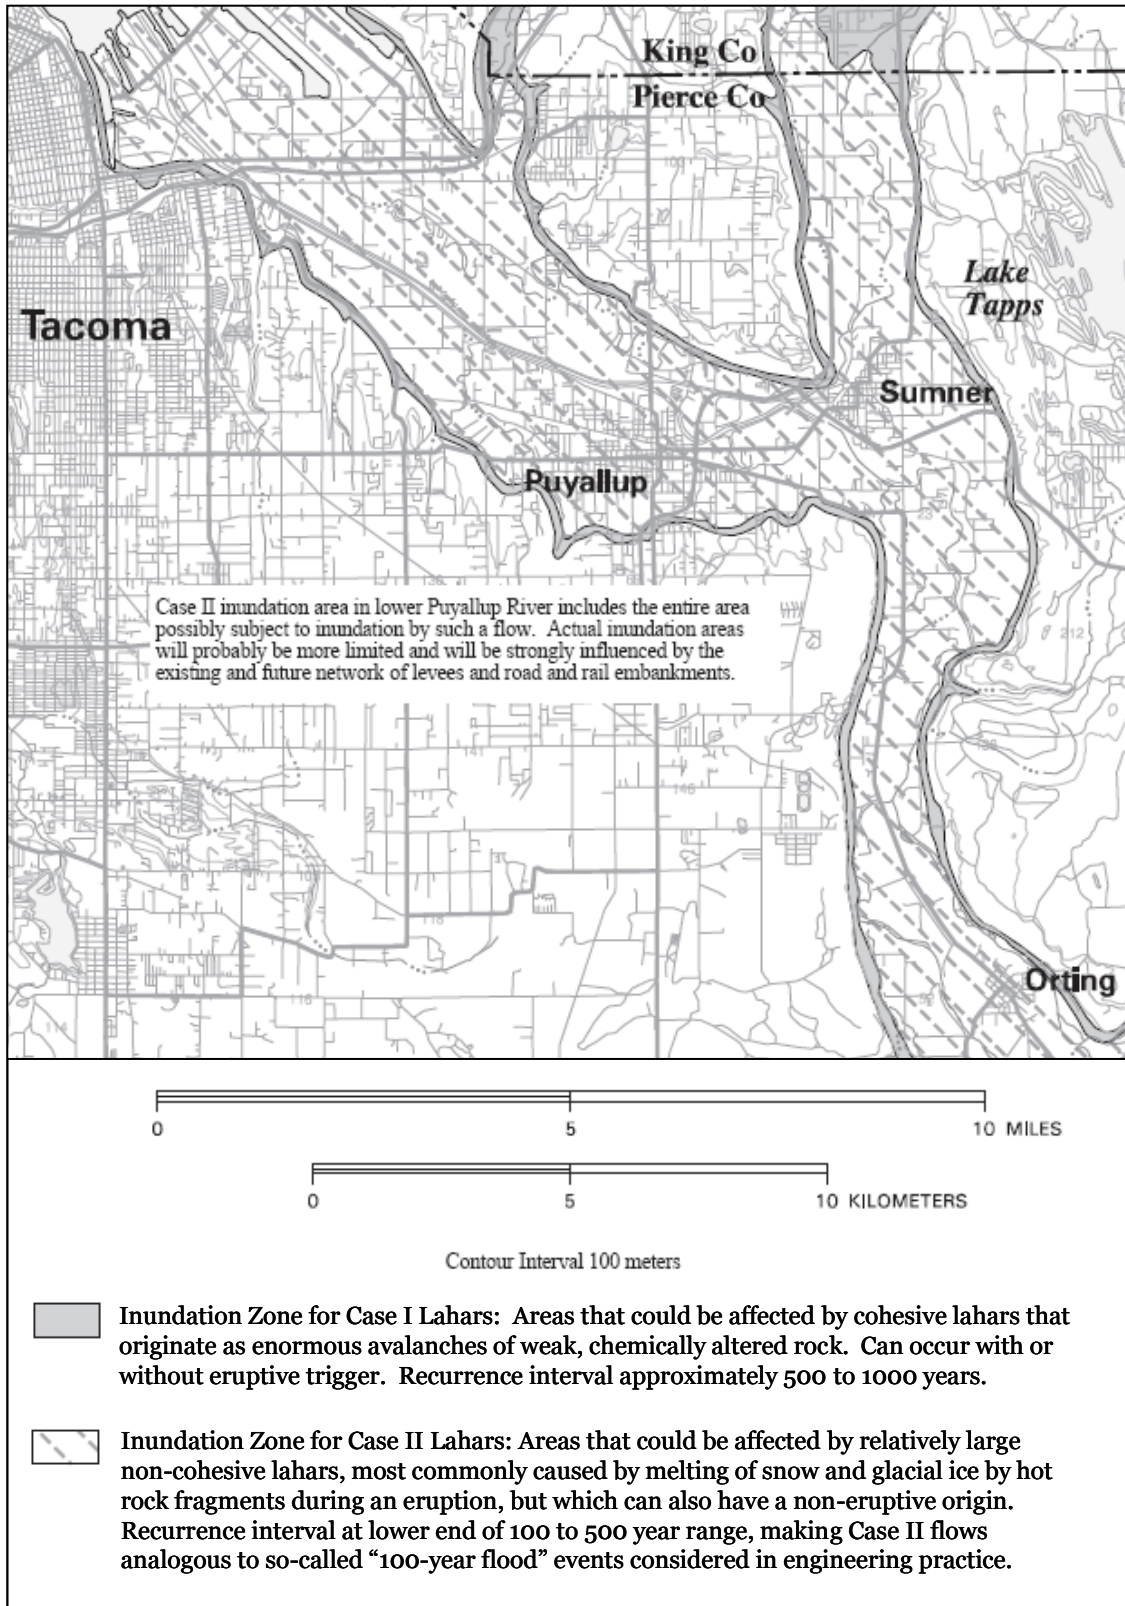 King Co
Pierce Co
100
Lake
Tapps
Tacoma
Sumner
Puyallup
Case II inundation area in lower Puyallup River includes the entire area
possibly subject to inundation by such a flow. Actual inundation areas
will probably be more limited and will be strongly influenced by the
existing and future network of levees and road and rail embankments.
212
141
146
118
Orting
116
114
0 5 10 MILES
0 5 10 KILOMETERS
Contour Interval 100 meters
Inundation Zone for Case I Lahars: Areas that could be affected by cohesive lahars that
originate as enormous avalanches of weak, chemically altered rock. Can occur with or
without eruptive trigger. Recurrence interval approximately 500 to 1000 years.
Inundation Zone for Case II Lahars: Areas that could be affected by relatively large
non-cohesive lahars, most commonly caused by melting of snow and glacial ice by hot
rock fragments during an eruption, but which can also have a non-eruptive origin.
Recurrence interval at lower end of 100 to 500 year range, making Case II flows
analogous to so-called “100-year flood” events considered in engineering practice.